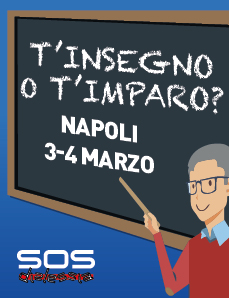 T'INSEGNO
O T'IMPARO?
NAPOLI
3-4 MARZO
SOS